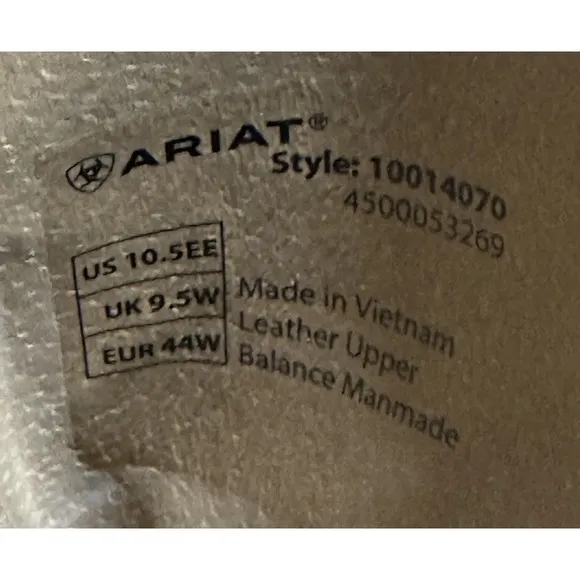 ARIAT®
Style: 10014070
4500053269
US 10.5EE
UK 9.5W
EUR 44W
Made in Vietnam
Leather Upper
Balance Manmade